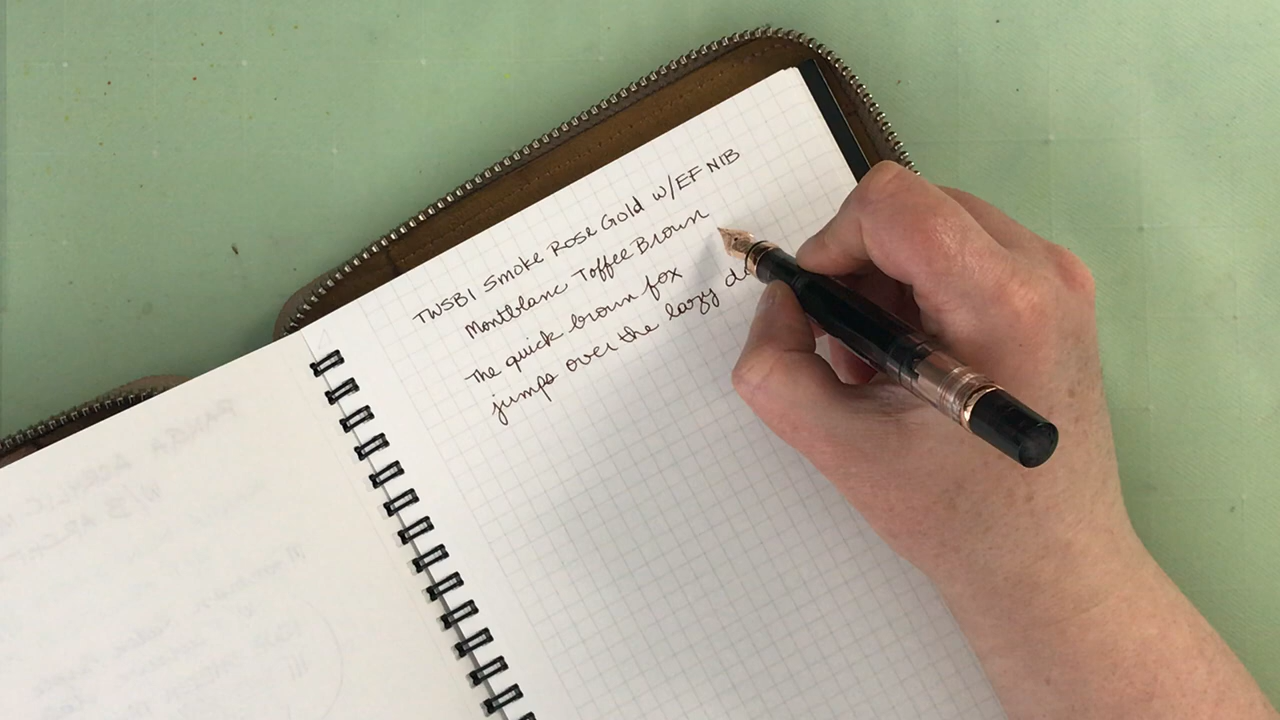 TWSBI Smoke Rose Gold w/EF NIB
Montblanc Toffee Brown
The quick brown fox
jumps over the lazy